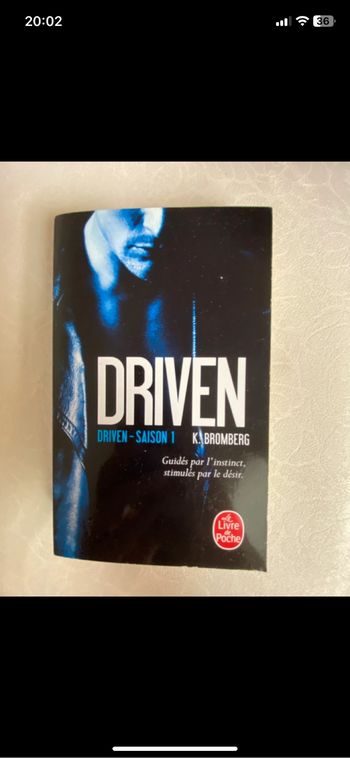 20:02
36
DRIVEN
DRIVEN - SAISON 1 K. BROMBERG
Guidés par l'instinct,
stimulés par le désir.
Le
Livre
de
Poche